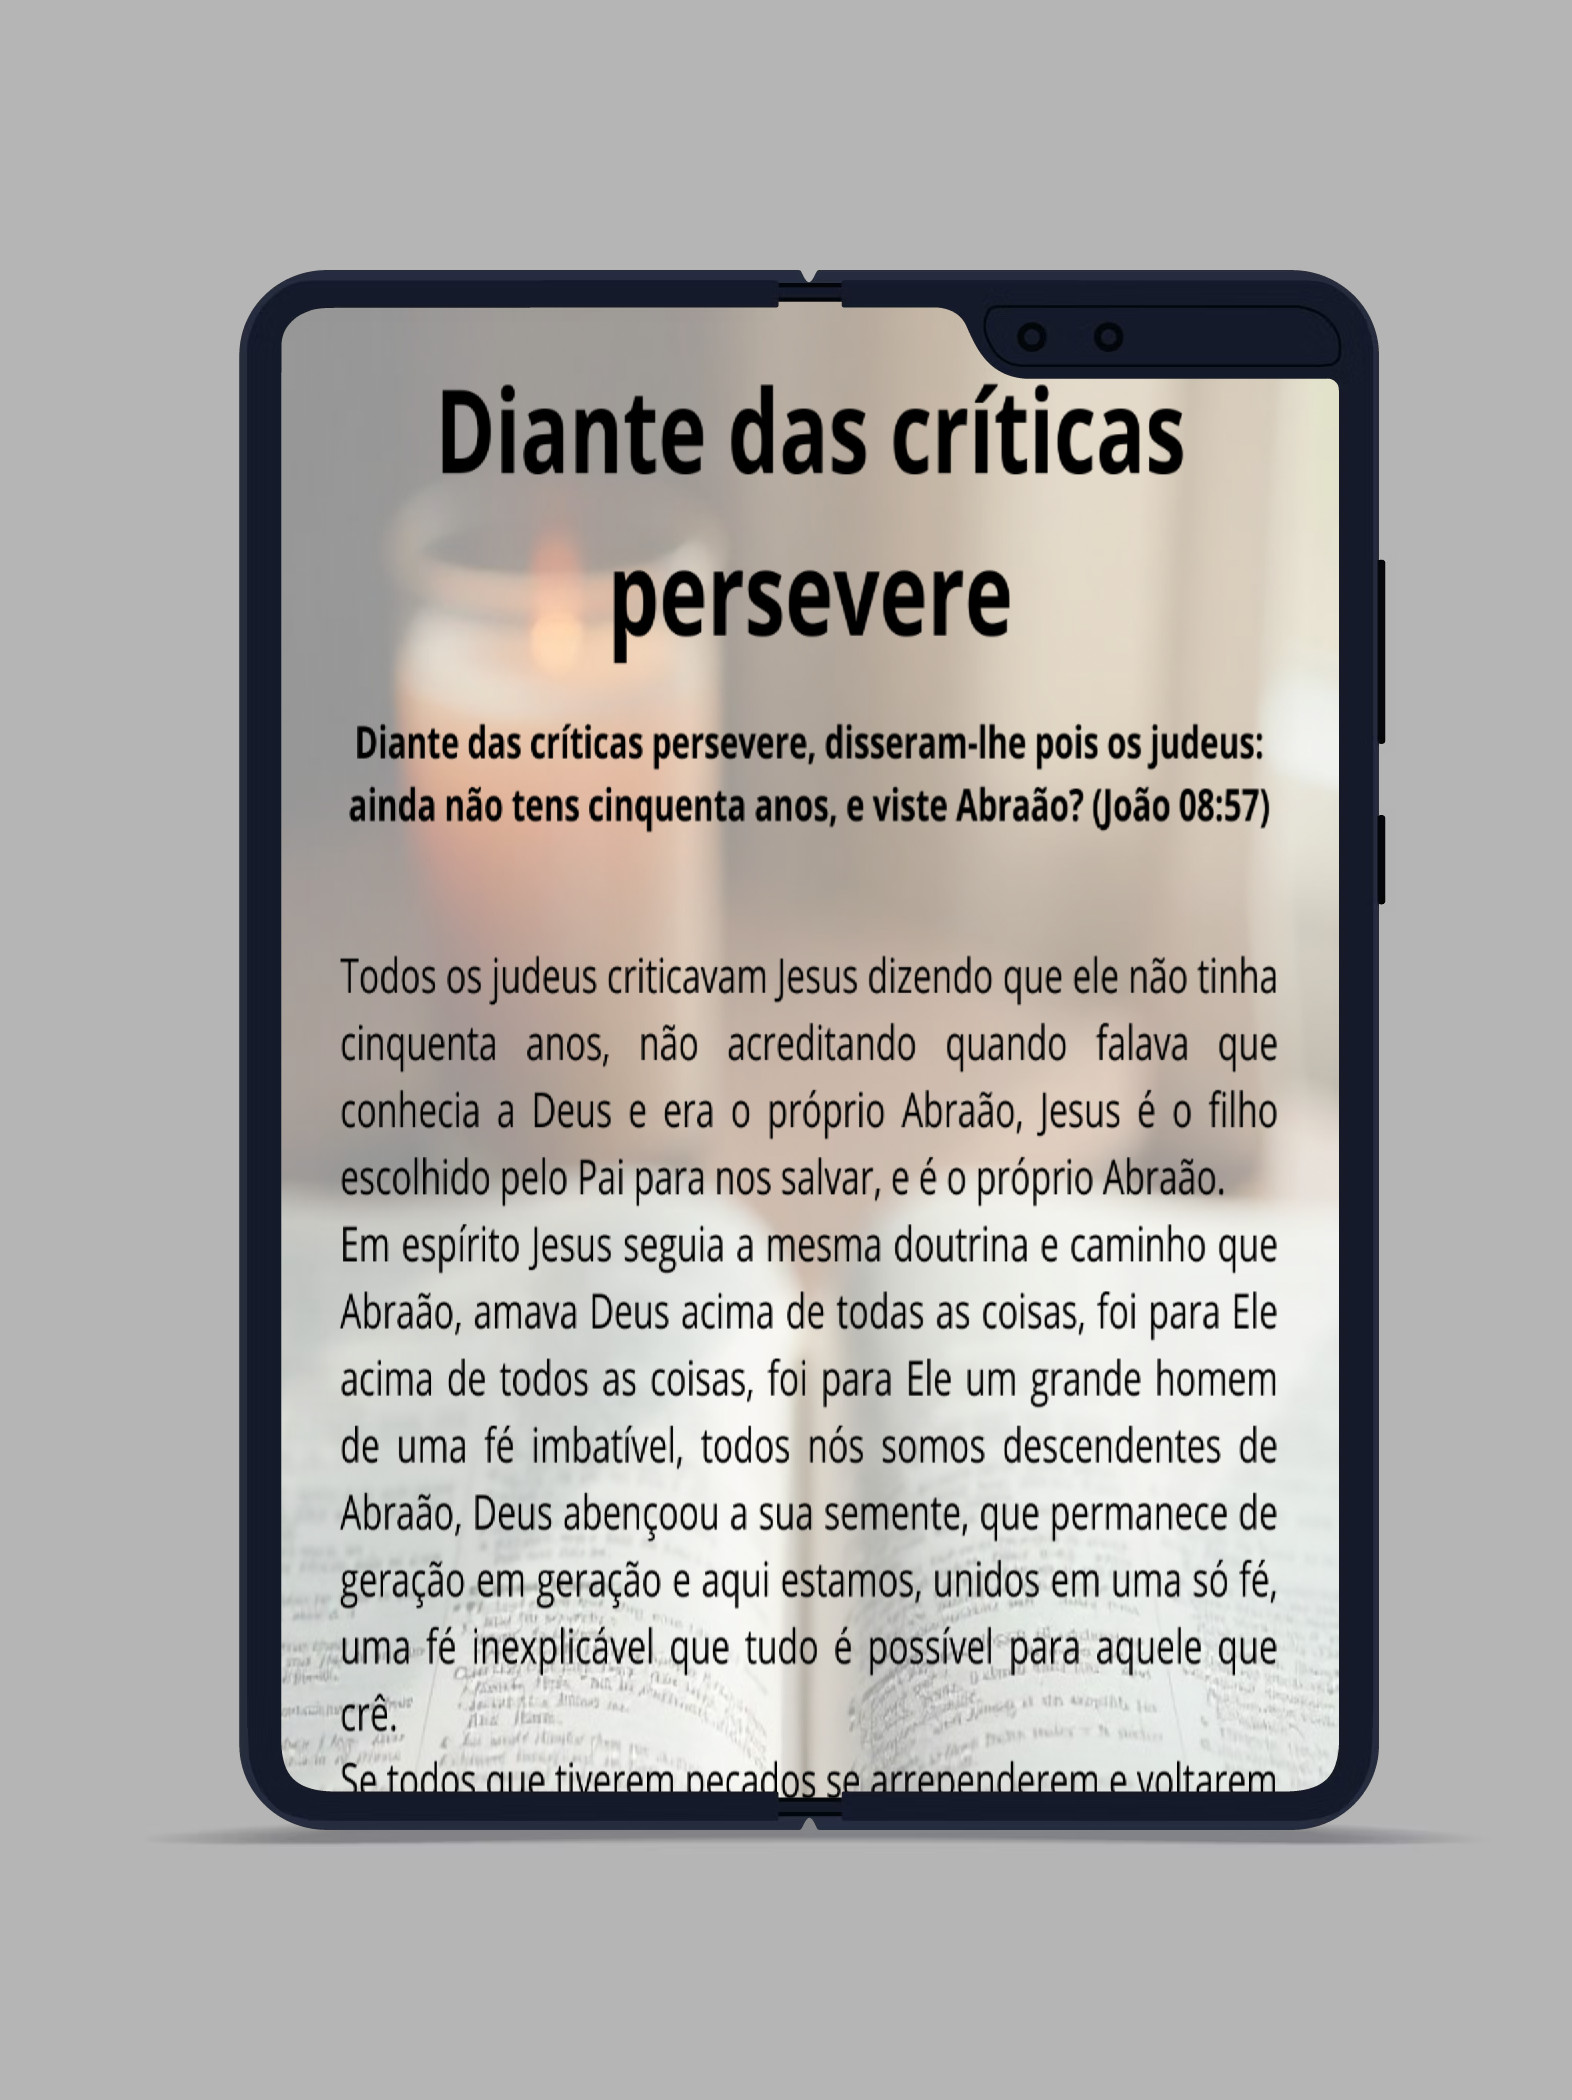 Diante das críticas
persevere
Diante das críticas persevere, disseram-lhe pois os judeus:
ainda não tens cinquenta anos, e viste Abraão? (João 08:57)
Todos os judeus criticavam Jesus dizendo que ele não tinha
cinquenta anos, não acreditando quando falava que
conhecia a Deus e era o próprio Abraão, Jesus é o filho
escolhido pelo Pai para nos salvar, e é o próprio Abraão.
Em espírito Jesus seguia a mesma doutrina e caminho que
Abraão, amava Deus acima de todas as coisas, foi para Ele
acima de todos as coisas, foi para Ele um grande homem
de uma fé imbatível, todos nós somos descendentes de
Abraão, Deus abençoou a sua semente, que permanece de
geração em geração e aqui estamos, unidos em uma só fé,
uma fé inexplicável que tudo é possível para aquele que
crê.
Se todos que tiverem pecados se arrependerem e voltarem